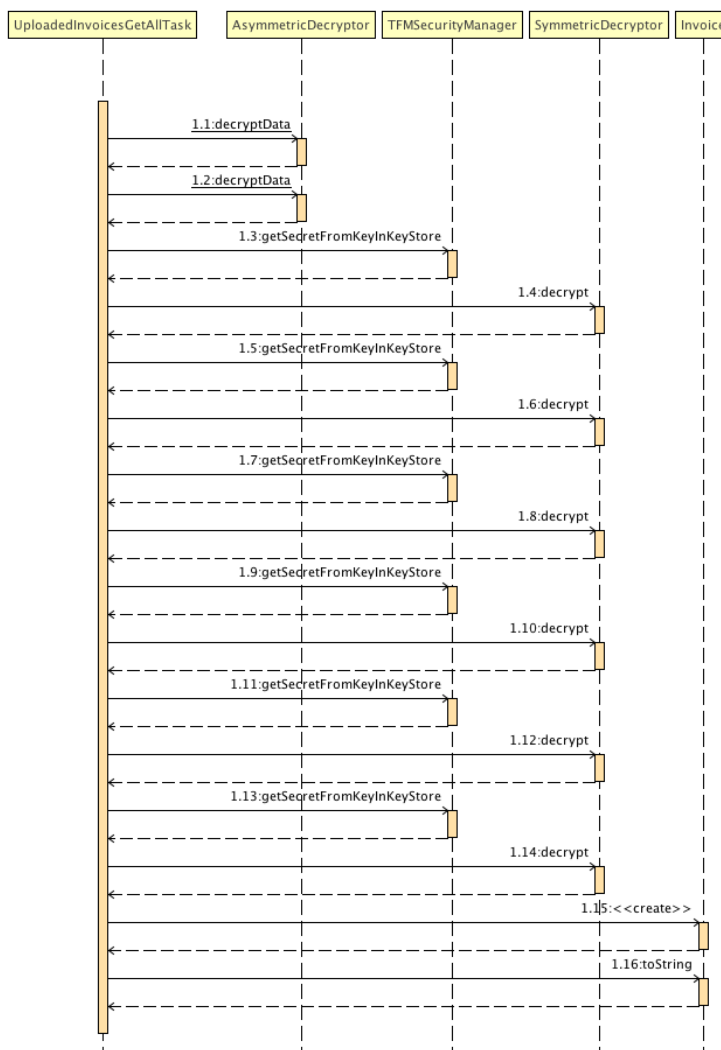 UploadedInvoicesGetAllTask AsymmetricDecryptor TFMSecurityManager SymmetricDecryptor Invoice
1.1:decryptData
1.2:decryptData
1.3:getSecretFromKeyInKeyStore
1.4:decrypt
1.5:getSecretFromKeyInKeyStore
1.6:decrypt
1.7:getSecretFromKeyInKeyStore
1.8:decrypt
1.9:getSecretFromKeyInKeyStore
1.10:decrypt
1.11:getSecretFromKeyInKeyStore
1.12:decrypt
1.13:getSecretFromKeyInKeyStore
1.14:decrypt
1.15:<<create>>
1.16:toString